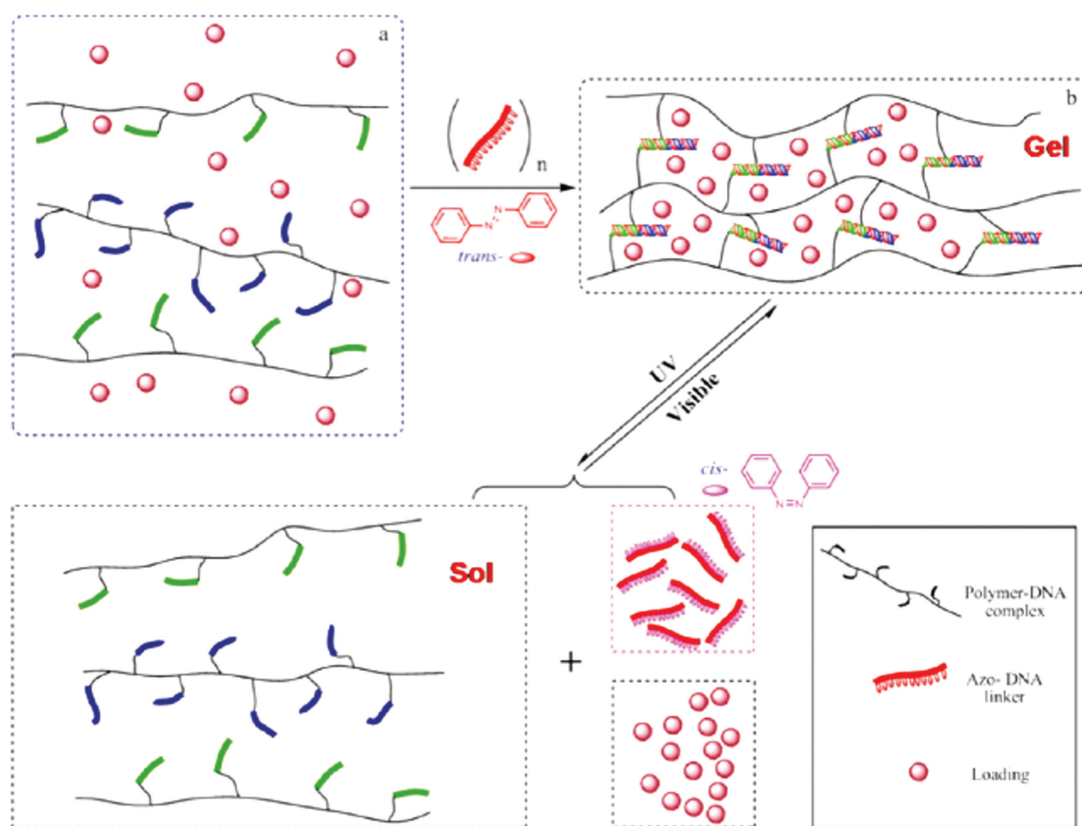 a
b
n
Gel
N
N
trans-
UV
Visible
cis-
N=N
Sol
+
Polymer-DNA
complex
Azo- DNA
linker
Loading